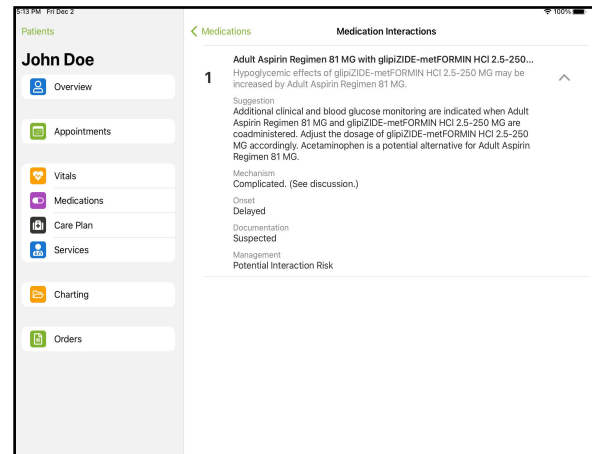 5:13 PM Fri Dec 2
100%
Patients
John Doe
Overview
Appointments
Vitals
Medications
Care Plan
Services
Charting
Orders
Medications
Medication Interactions
1
Adult Aspirin Regimen 81 MG with glipiZIDE-metFORMIN HCl 2.5-250...
Hypoglycemic effects of glipiZIDE-metFORMIN HCl 2.5-250 MG may be
increased by Adult Aspirin Regimen 81 MG.
Suggestion
Additional clinical and blood glucose monitoring are indicated when Adult
Aspirin Regimen 81 MG and glipiZIDE-metFORMIN HCl 2.5-250 MG are
coadministered. Adjust the dosage of glipiZIDE-metFORMIN HCl 2.5-250
MG accordingly. Acetaminophen is a potential alternative for Adult Aspirin
Regimen 81 MG.
Mechanism
Complicated. (See discussion.)
Onset
Delayed
Documentation
Suspected
Management
Potential Interaction Risk